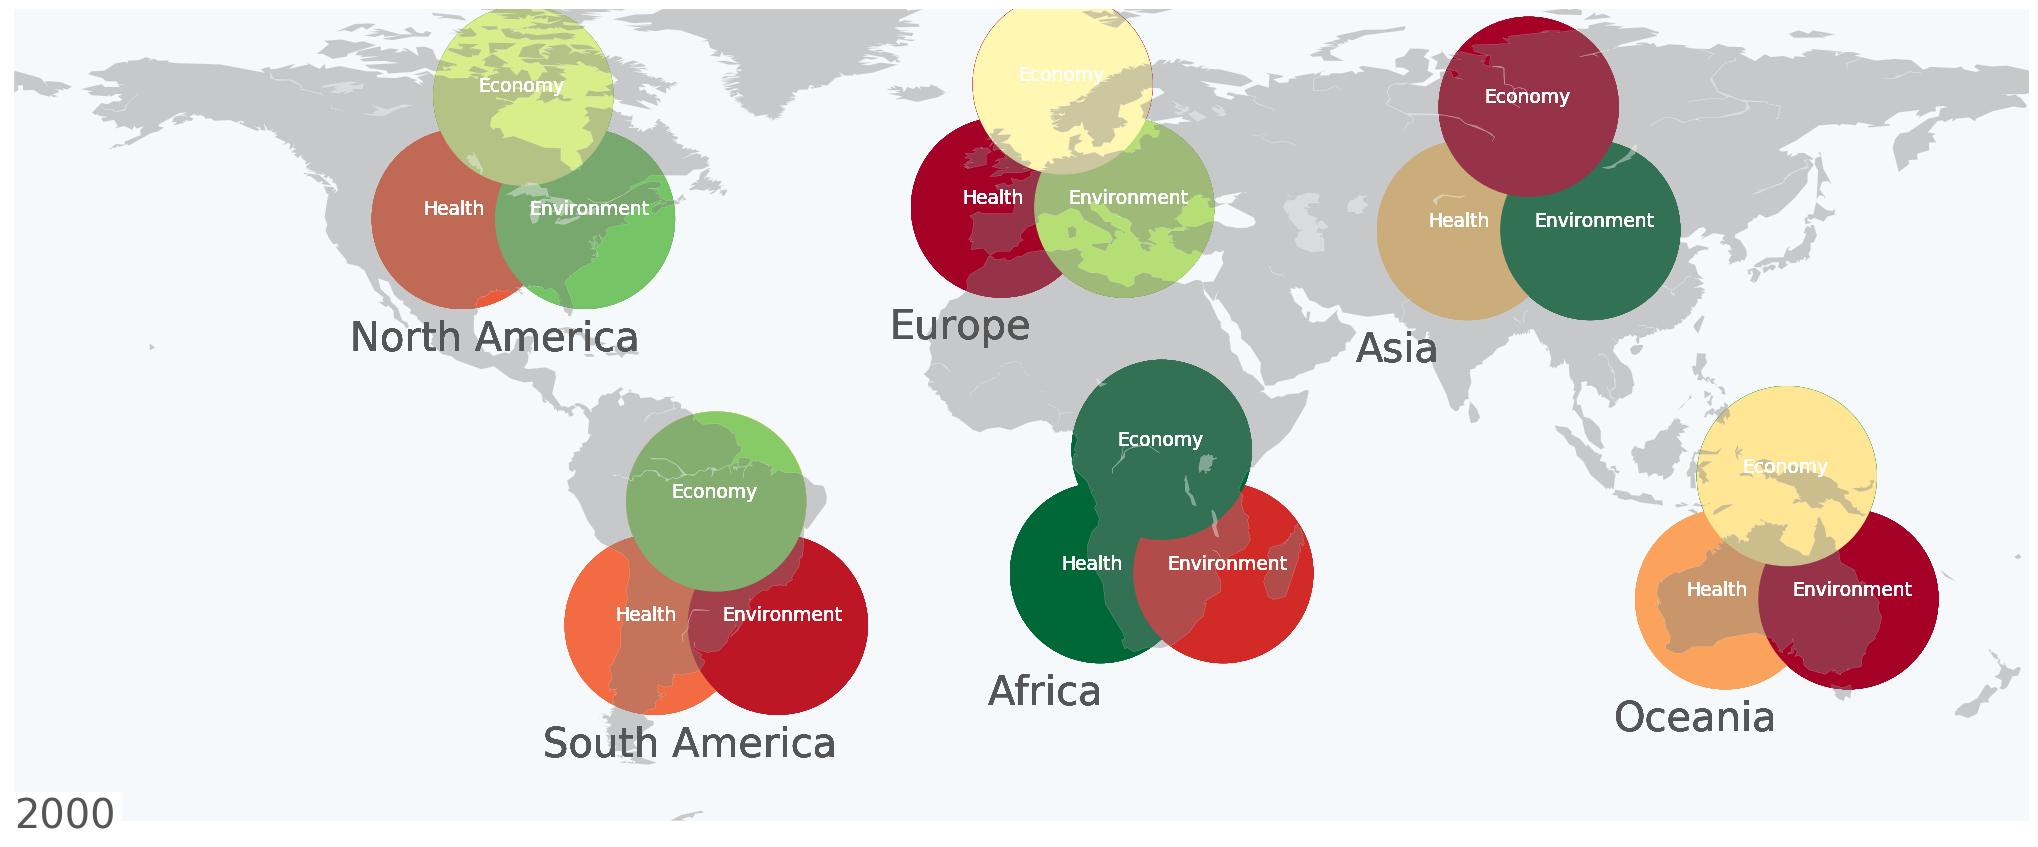 Economy
Health
Environment
North America
Economy
Health
Environment
Europe
Economy
Health
Environment
Asia
Economy
Health
Environment
South America
Economy
Health
Environment
Africa
Economy
Health
Environment
Oceania
2000